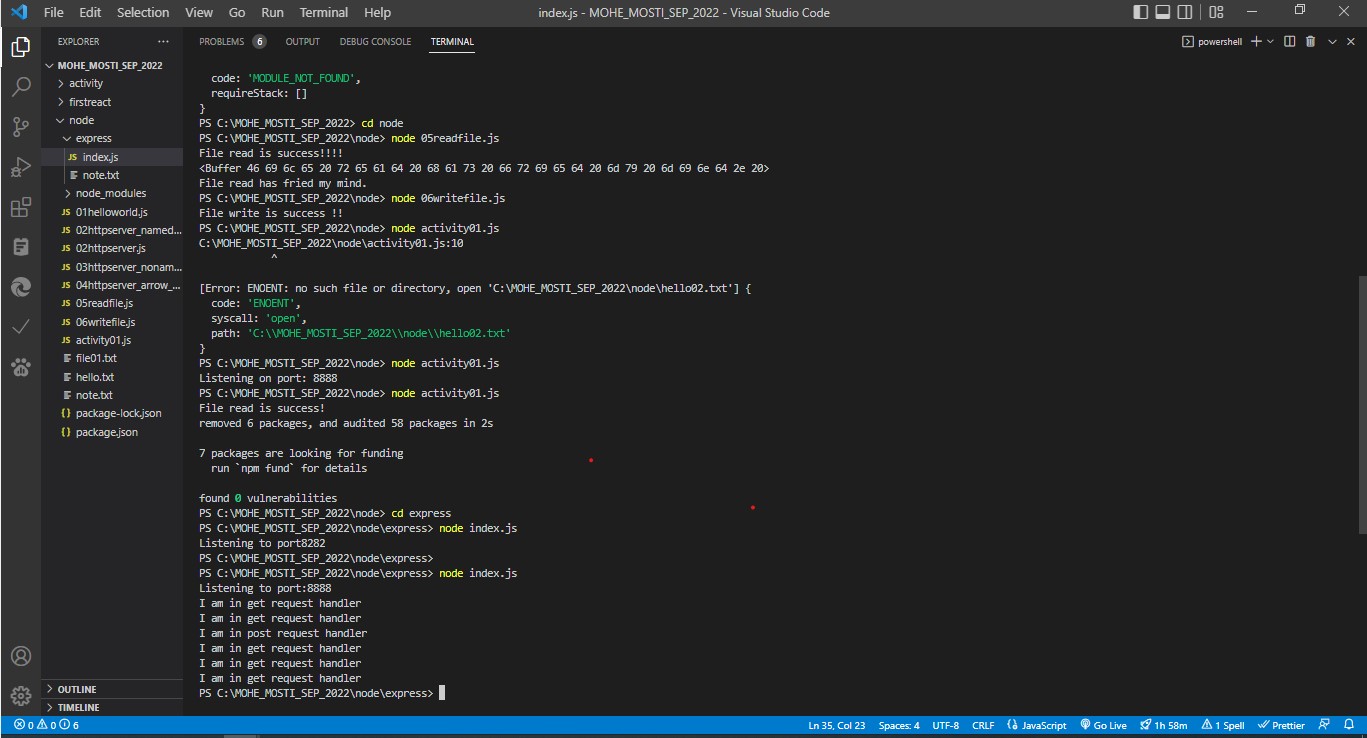 File Edit Selection View Go Run Terminal Help
index.js - MOHE_MOSTI_SEP_2022 - Visual Studio Code
EXPLORER ···
MOHE_MOSTI_SEP_2022
activity
firstreact
node
express
JS index.js
note.txt
node_modules
JS 01helloworld.js
JS 02httpserver_named...
JS 02httpserver.js
JS 03httpserver_nonam...
JS 04httpserver_arrow_...
JS 05readfile.js
JS 06writefile.js
JS activity01.js
file01.txt
hello.txt
note.txt
{} package-lock.json
{} package.json
OUTLINE
TIMELINE
PROBLEMS 6 OUTPUT DEBUG CONSOLE TERMINAL
powershell
code: 'MODULE_NOT_FOUND',
requireStack: []
}
PS C:\MOHE_MOSTI_SEP_2022> cd node
PS C:\MOHE_MOSTI_SEP_2022\node> node 05readfile.js
File read is success!!!!
<Buffer 46 69 6c 65 20 72 65 61 64 20 68 61 73 20 66 72 69 65 64 20 6d 79 20 6d 69 6e 64 2e 20>
File read has fried my mind.
PS C:\MOHE_MOSTI_SEP_2022\node> node 06writefile.js
File write is success !!
PS C:\MOHE_MOSTI_SEP_2022\node> node activity01.js
C:\MOHE_MOSTI_SEP_2022\node\activity01.js:10
^
[Error: ENOENT: no such file or directory, open 'C:\MOHE_MOSTI_SEP_2022\node\hello02.txt'] {
code: 'ENOENT',
syscall: 'open',
path: 'C:\\MOHE_MOSTI_SEP_2022\\node\\hello02.txt'
}
PS C:\MOHE_MOSTI_SEP_2022\node> node activity01.js
Listening on port: 8888
PS C:\MOHE_MOSTI_SEP_2022\node> node activity01.js
File read is success!
removed 6 packages, and audited 58 packages in 2s
7 packages are looking for funding
run `npm fund` for details
found 0 vulnerabilities
PS C:\MOHE_MOSTI_SEP_2022\node> cd express
PS C:\MOHE_MOSTI_SEP_2022\node\express> node index.js
Listening to port8282
PS C:\MOHE_MOSTI_SEP_2022\node\express>
PS C:\MOHE_MOSTI_SEP_2022\node\express> node index.js
Listening to port:8888
I am in get request handler
I am in get request handler
I am in post request handler
I am in get request handler
I am in get request handler
I am in get request handler
PS C:\MOHE_MOSTI_SEP_2022\node\express>
0 0 6
Ln 35, Col 23 Spaces: 4 UTF-8 CRLF JavaScript Go Live 1h 58m 1 Spell Prettier